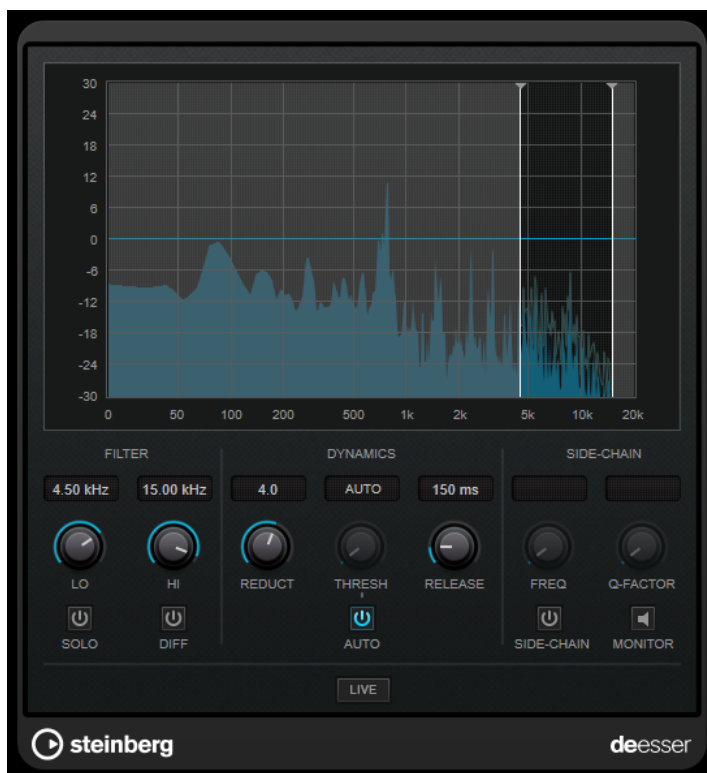 30
24
18
12
6
0
-6
-12
-18
-24
-30
0 50 100 200 500 1k 2k 5k 10k 20k
FILTER DYNAMICS SIDE-CHAIN
4.50 kHz 15.00 kHz 4.0 AUTO 150 ms
LO HI REDUCT THRESH RELEASE FREQ Q-FACTOR
SOLO DIFF AUTO SIDE-CHAIN MONITOR
LIVE
steinberg deesser